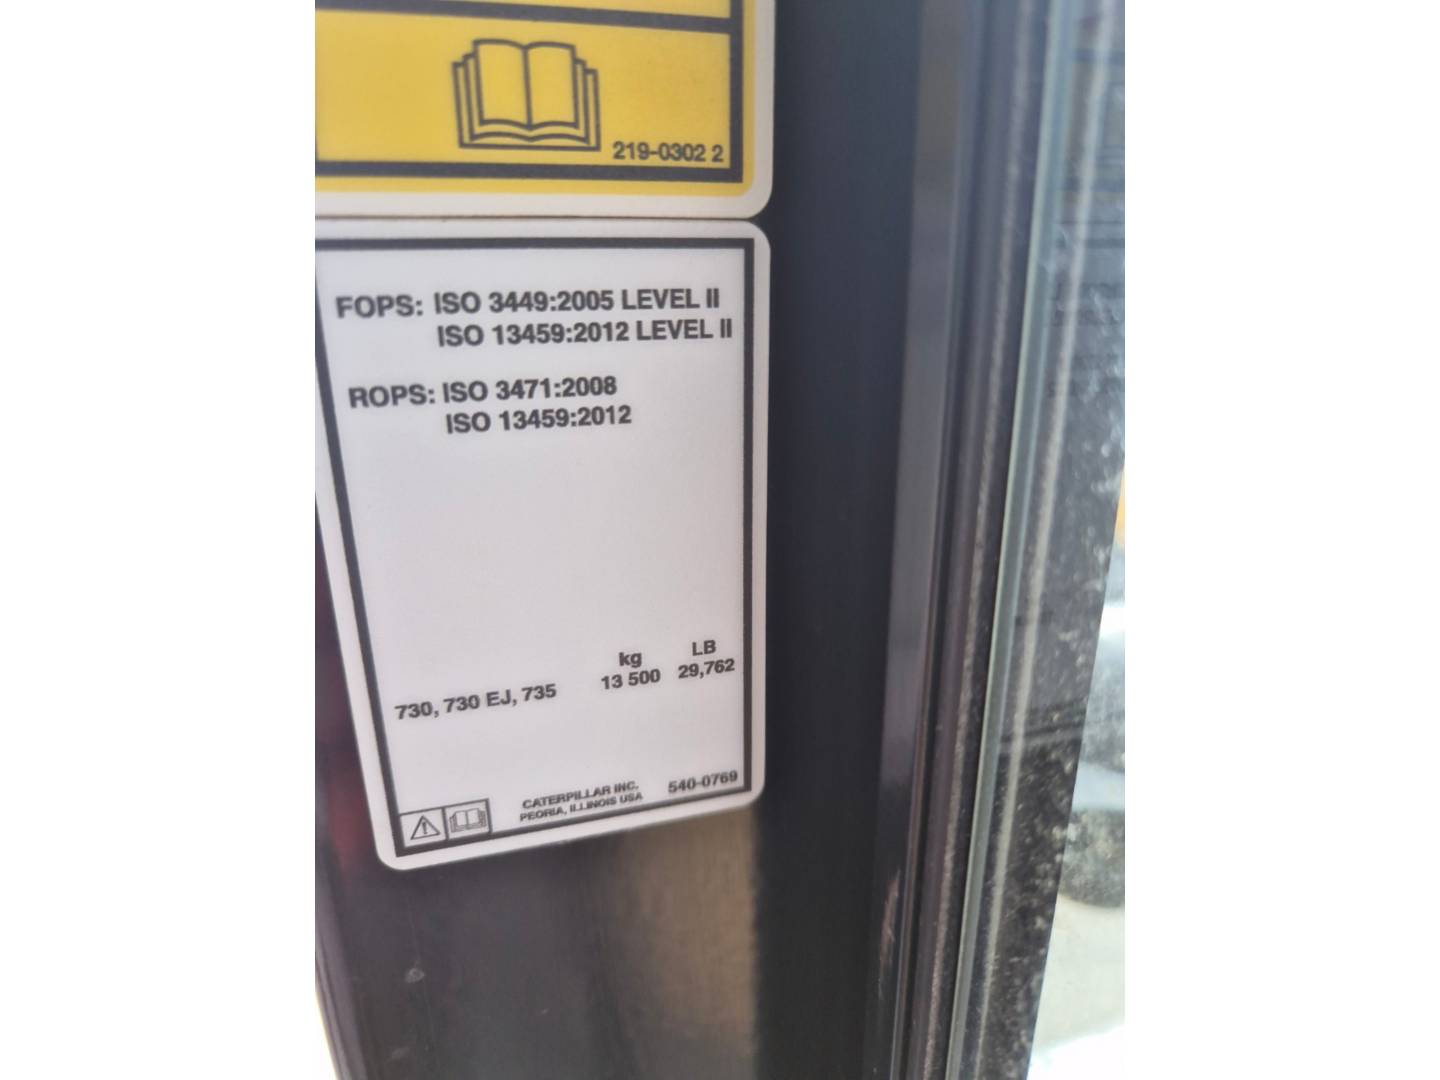 219-0302 2
FOPS: ISO 3449:2005 LEVEL II
ISO 13459:2012 LEVEL II
ROPS: ISO 3471:2008
ISO 13459:2012
kg LB
730, 730 EJ, 735 13 500 29,762
CATERPILLAR INC. 540-0769
PEORIA, ILLINOIS USA